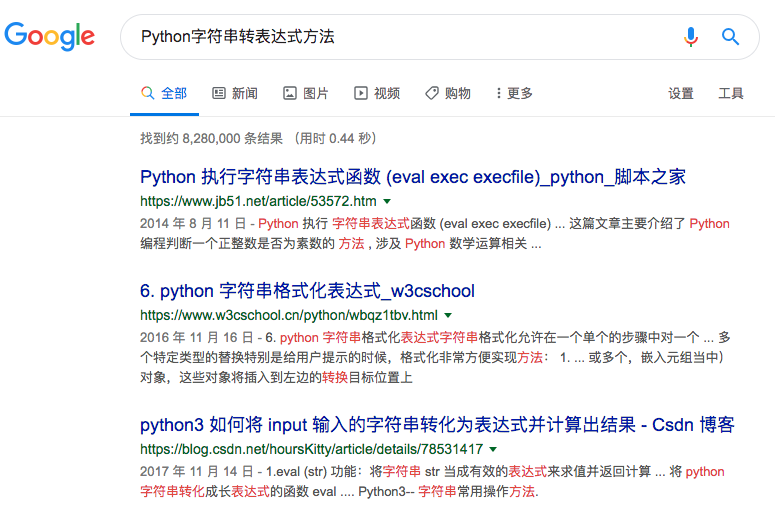 Google
Python字符串转表达式方法
全部 新闻 图片 视频 购物 更多 设置 工具
找到约 8,280,000 条结果 （用时 0.44 秒）
Python 执行字符串表达式函数 (eval exec execfile)_python_脚本之家
https://www.jb51.net/article/53572.htm
2014 年 8 月 11 日 - Python 执行 字符串表达式函数 (eval exec execfile) ... 这篇文章主要介绍了 Python
编程判断一个正整数是否为素数的 方法 , 涉及 Python 数学运算相关 ...
6. python 字符串格式化表达式_w3cschool
https://www.w3cschool.cn/python/wbqz1tbv.html
2016 年 11 月 16 日 - 6. python 字符串格式化表达式字符串格式化允许在一个单个的步骤中对一个 ... 多
个特定类型的替换特别是给用户提示的时候，格式化非常方便实现方法： 1. ... 或多个，嵌入元组当中）
对象，这些对象将插入到左边的转换目标位置上
python3 如何将 input 输入的字符串转化为表达式并计算出结果 - Csdn 博客
https://blog.csdn.net/hoursKitty/article/details/78531417
2017 年 11 月 14 日 - 1.eval (str) 功能：将字符串 str 当成有效的表达式来求值并返回计算 ... 将 python
字符串转化成长表达式的函数 eval .... Python3-- 字符串常用操作方法.